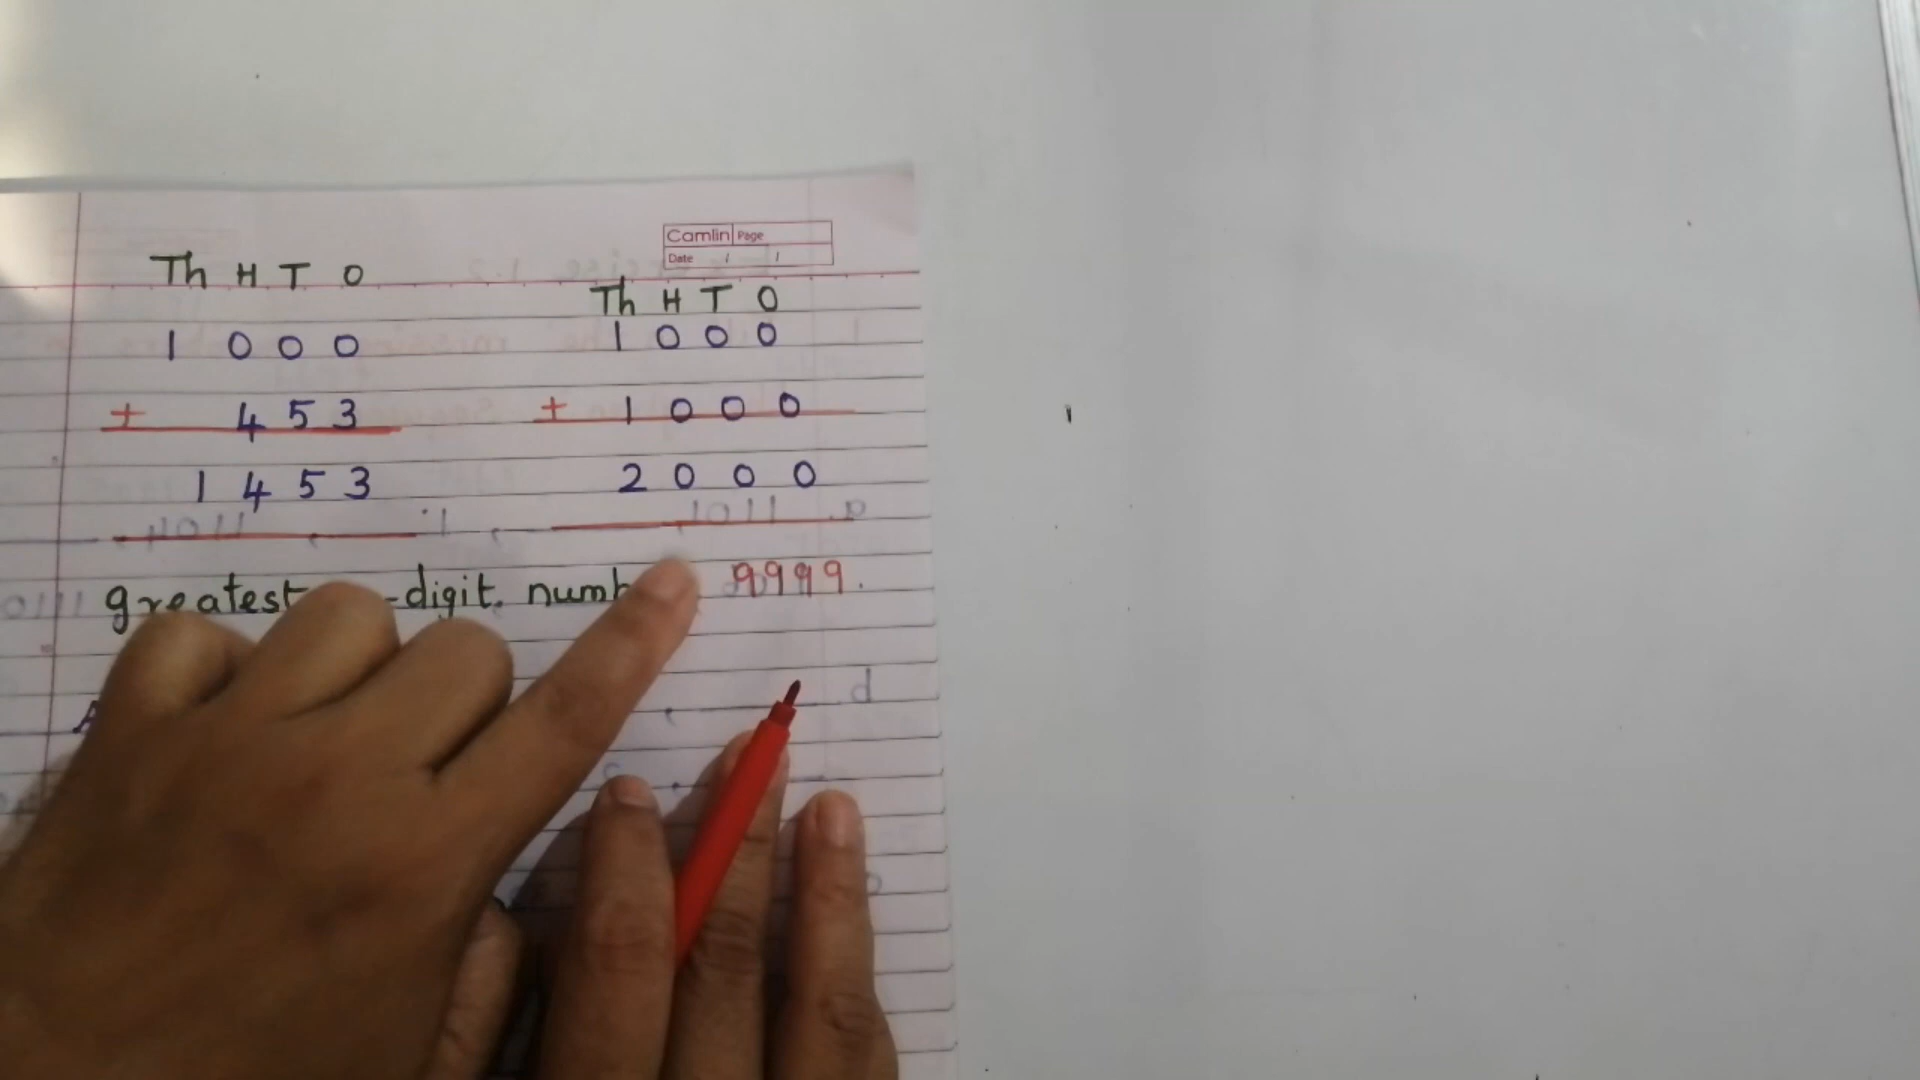 Camlin Page
Date / /
Th H T O
1 0 0 0
+ 4 5 3
1 4 5 3
Th H T O
1 0 0 0
+ 1 0 0 0
2 0 0 0
greatest -digit numb 9999.